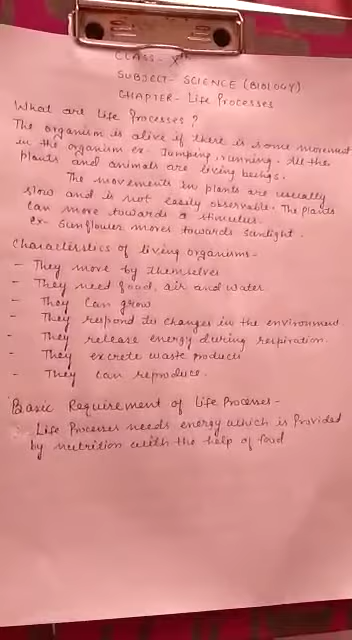 CLASS - Xth
SUBJECT- SCIENCE (BIOLOGY)
CHAPTER- Life Processes
What are Life Processes?
The organism is alive if there is some movement
in the organism ex- Jumping, running. All the
plants and animals are living beings.
The movements in plants are usually
slow and is not easily observable. The plants
can move towards a stimulus.
ex- Sunflower moves towards sunlight.
Characteristics of living organisms-
- They move by themselves
- They need food, air and water
- They can grow
- They respond to changes in the environment.
- They release energy during respiration.
- They excrete waste products
- They can reproduce.
Basic Requirement of Life Processes-
Life Processes needs energy which is Provided
by nutrition with the help of food